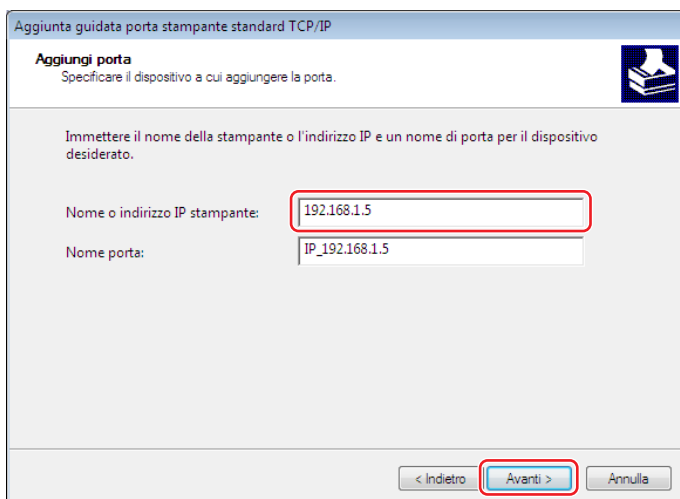 Aggiunta guidata porta stampante standard TCP/IP
Aggiungi porta
Specificare il dispositivo a cui aggiungere la porta.
Immettere il nome della stampante o l'indirizzo IP e un nome di porta per il dispositivo
desiderato.
Nome o indirizzo IP stampante: 192.168.1.5
Nome porta: IP_192.168.1.5
< Indietro Avanti > Annulla